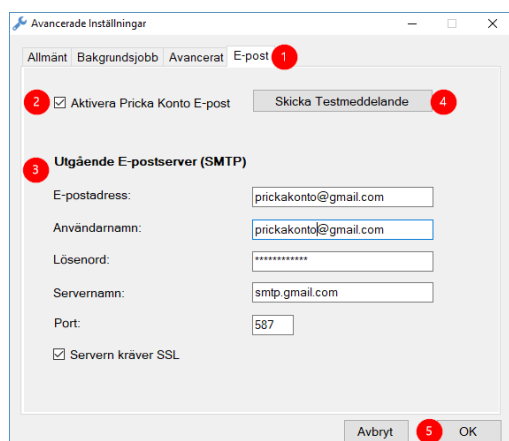 Avancerade Inställningar
Allmänt Bakgrundsjobb Avancerat E-post 1
2 Aktivera Pricka Konto E-post Skicka Testmeddelande 4
3 Utgående E-postserver (SMTP)
E-postadress: prickakonto@gmail.com
Användarnamn: prickakonto@gmail.com
Lösenord: ************
Servernamn: smtp.gmail.com
Port: 587
Servern kräver SSL
Avbryt 5 OK